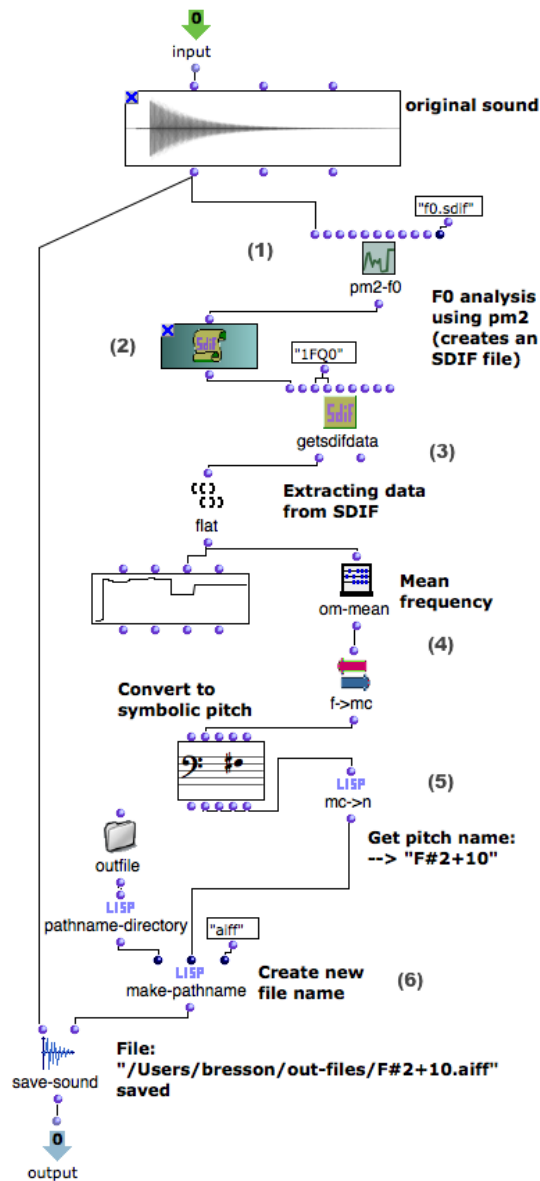 0
input
original sound
"f0.sdif"
(1)
pm2-f0
F0 analysis
using pm2
(creates an
SDIF file)
(2)
Sdif
"1FQ0"
Sdif
getsdifdata
(3)
Extracting data
from SDIF
flat
om-mean
Mean
frequency
(4)
f->mc
Convert to
symbolic pitch
LISP
mc->n
(5)
Get pitch name:
--> "F#2+10"
outfile
LISP
pathname-directory
"aiff"
LISP
make-pathname
Create new
file name
(6)
save-sound
File:
"/Users/bresson/out-files/F#2+10.aiff"
saved
0
output